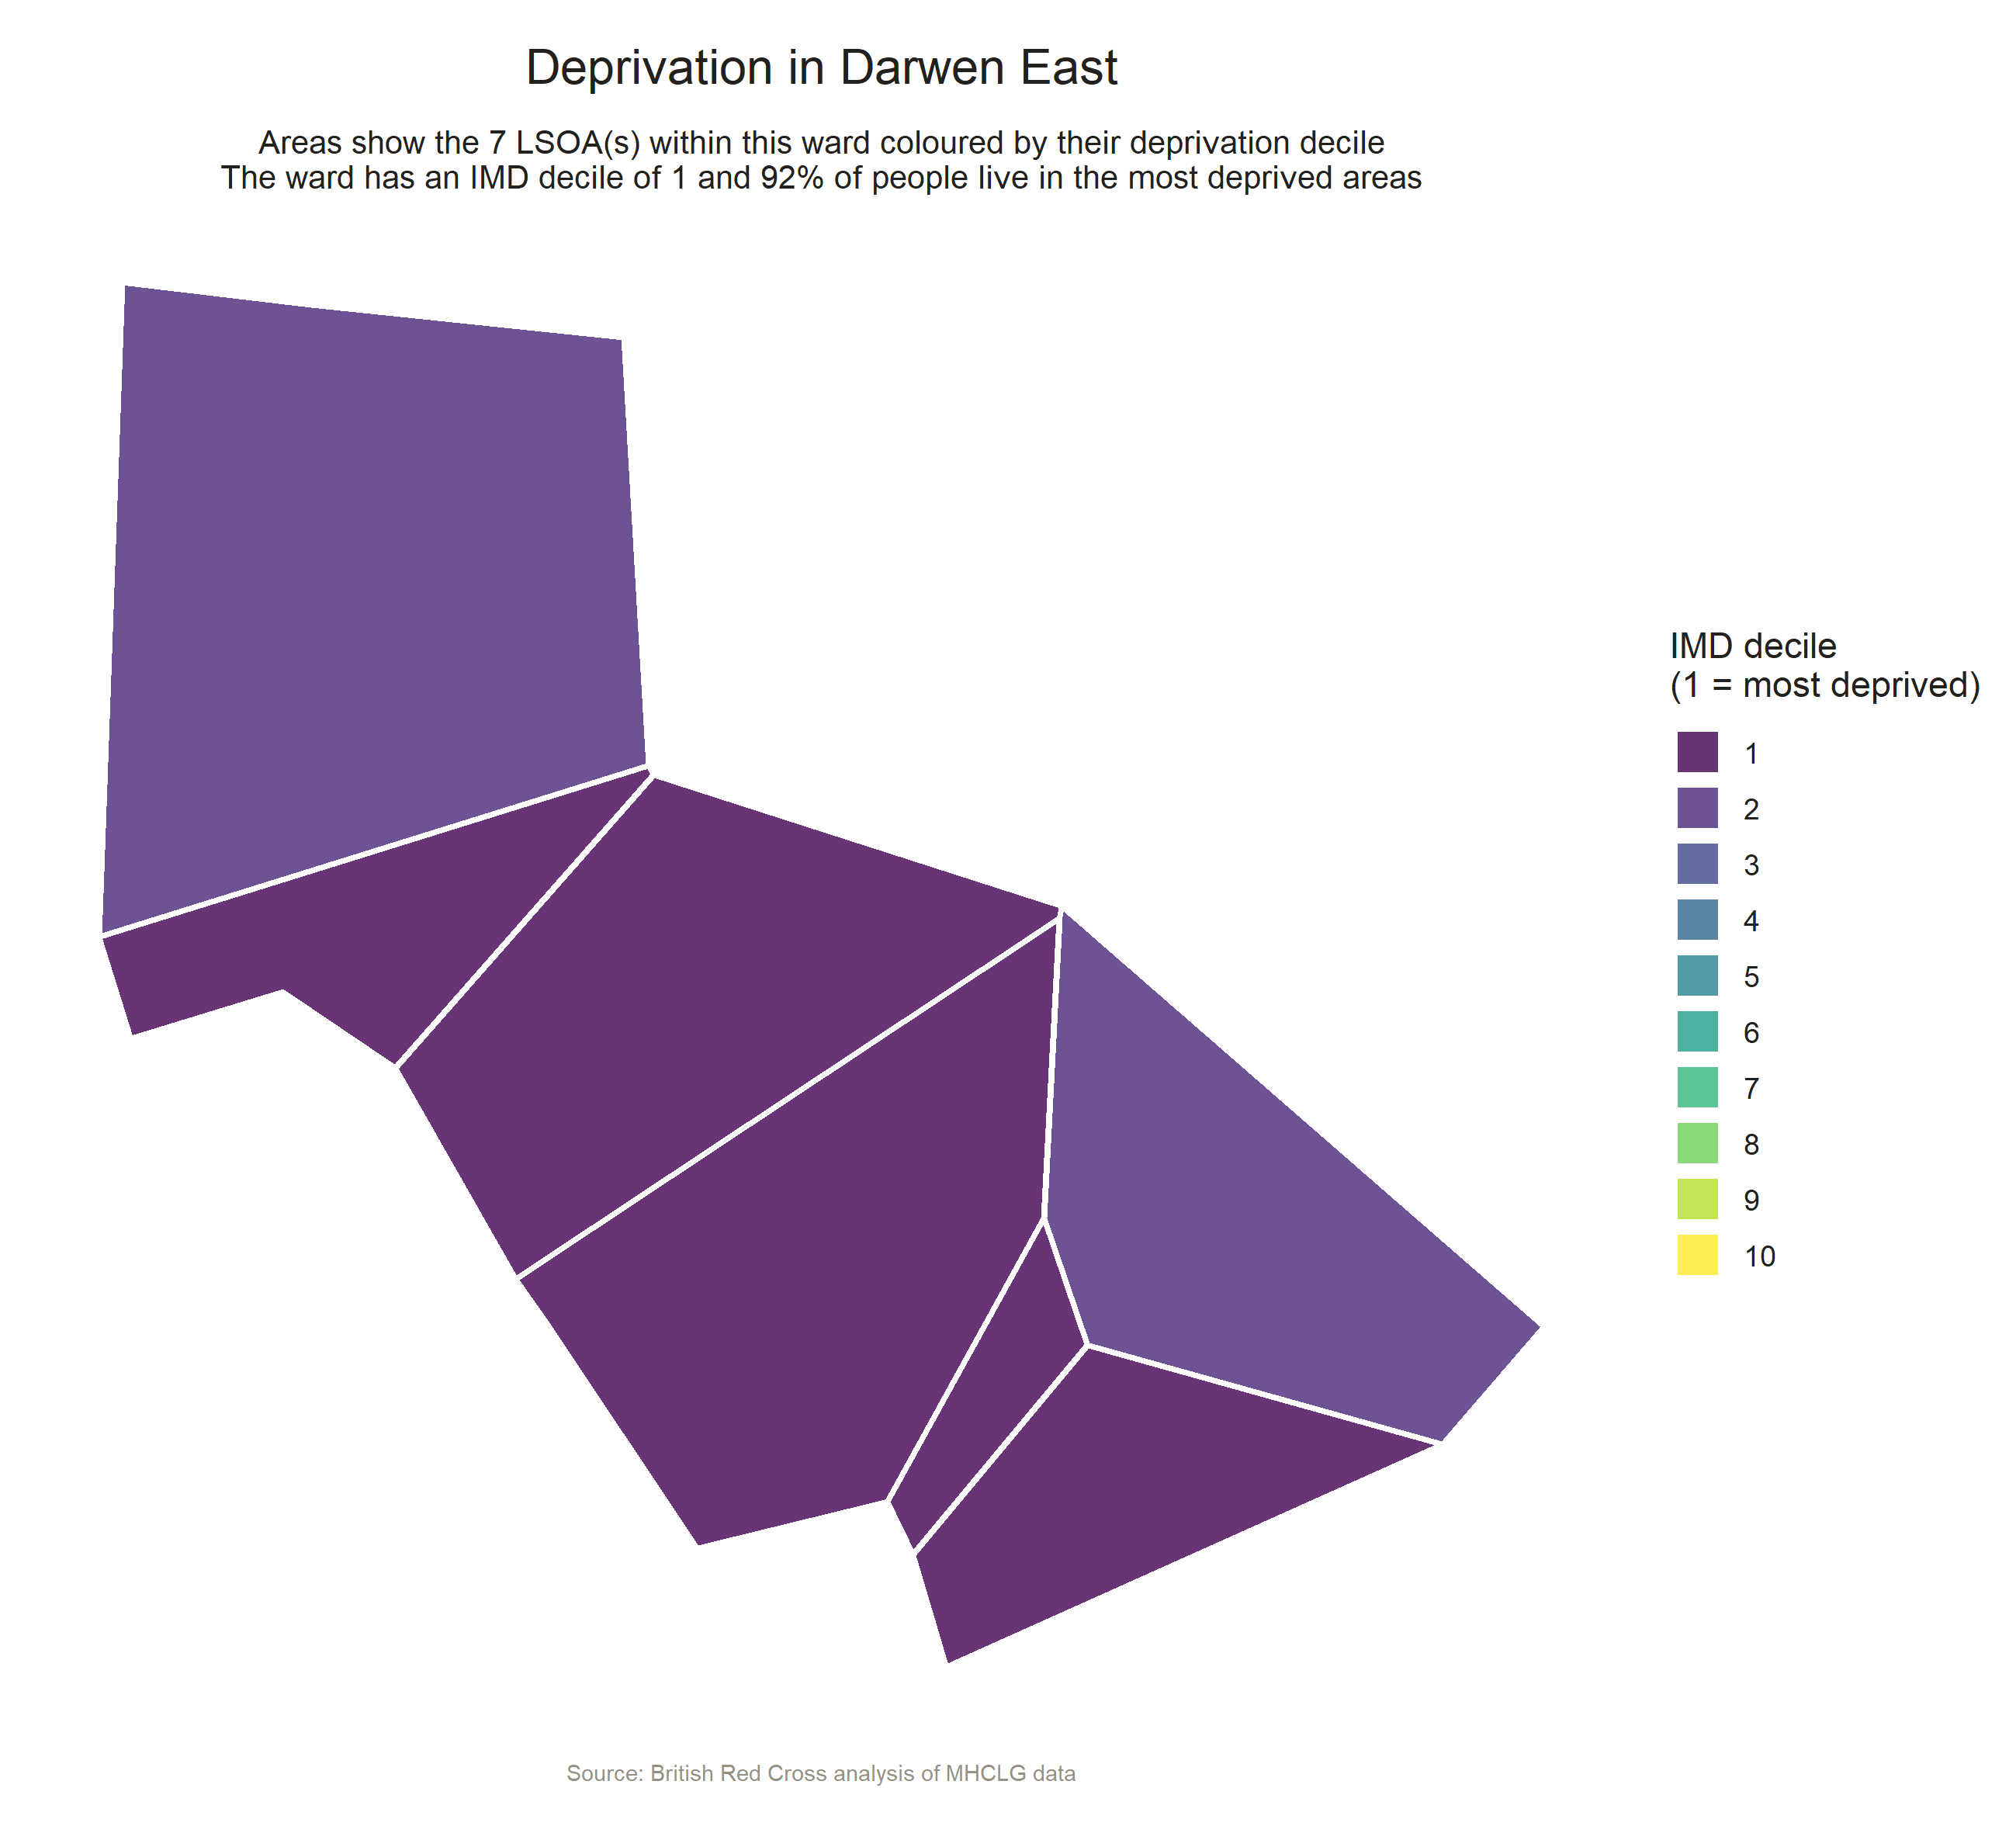 Deprivation in Darwen East
Areas show the 7 LSOA(s) within this ward coloured by their deprivation decile
The ward has an IMD decile of 1 and 92% of people live in the most deprived areas
IMD decile
(1 = most deprived)
1
2
3
4
5
6
7
8
9
10
Source: British Red Cross analysis of MHCLG data